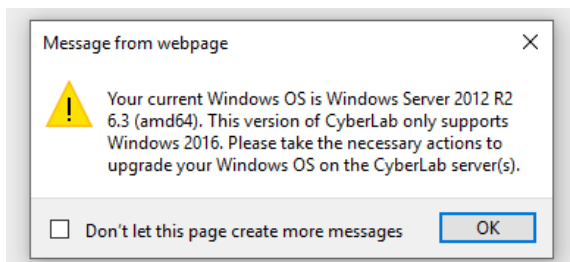 Message from webpage
Your current Windows OS is Windows Server 2012 R2
6.3 (amd64). This version of CyberLab only supports
Windows 2016. Please take the necessary actions to
upgrade your Windows OS on the CyberLab server(s).
Don't let this page create more messages
OK